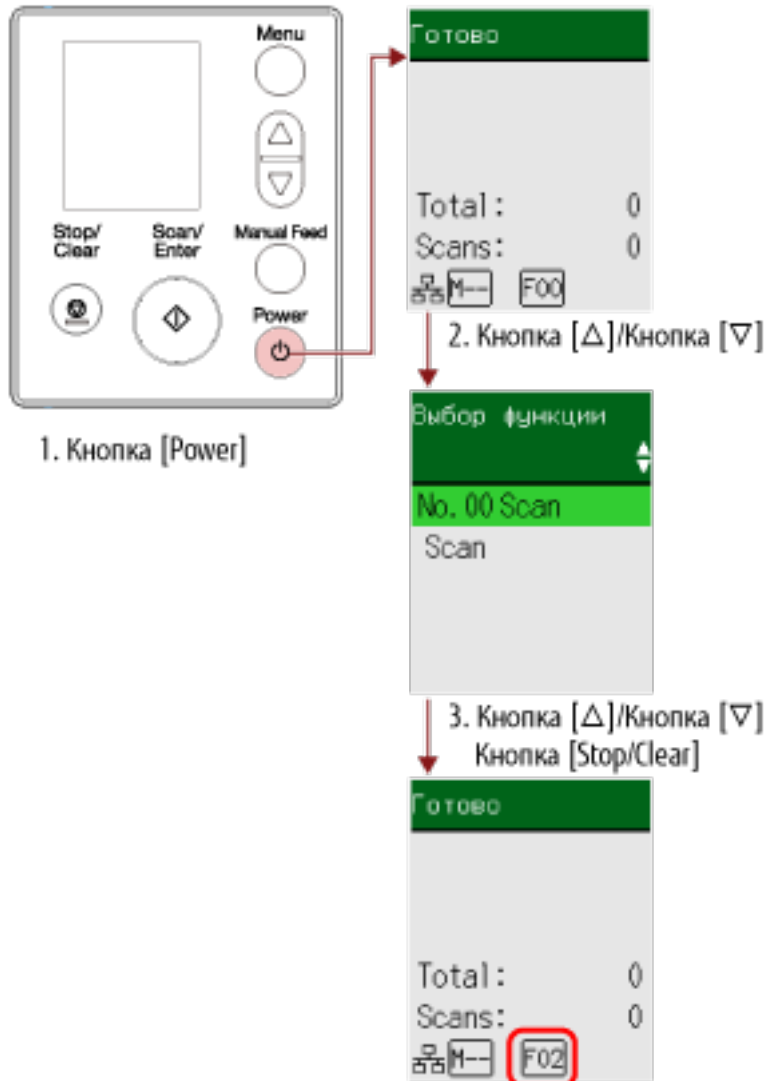 Menu
Stop/
Clear
Scan/
Enter
Manual Feed
Power
1. Кнопка [Power]
Готово
Total: 0
Scans: 0
M-- F00
2. Кнопка [△]/Кнопка [▽]
Выбор функции
No. 00 Scan
Scan
3. Кнопка [△]/Кнопка [▽]
Кнопка [Stop/Clear]
Готово
Total: 0
Scans: 0
M-- F02